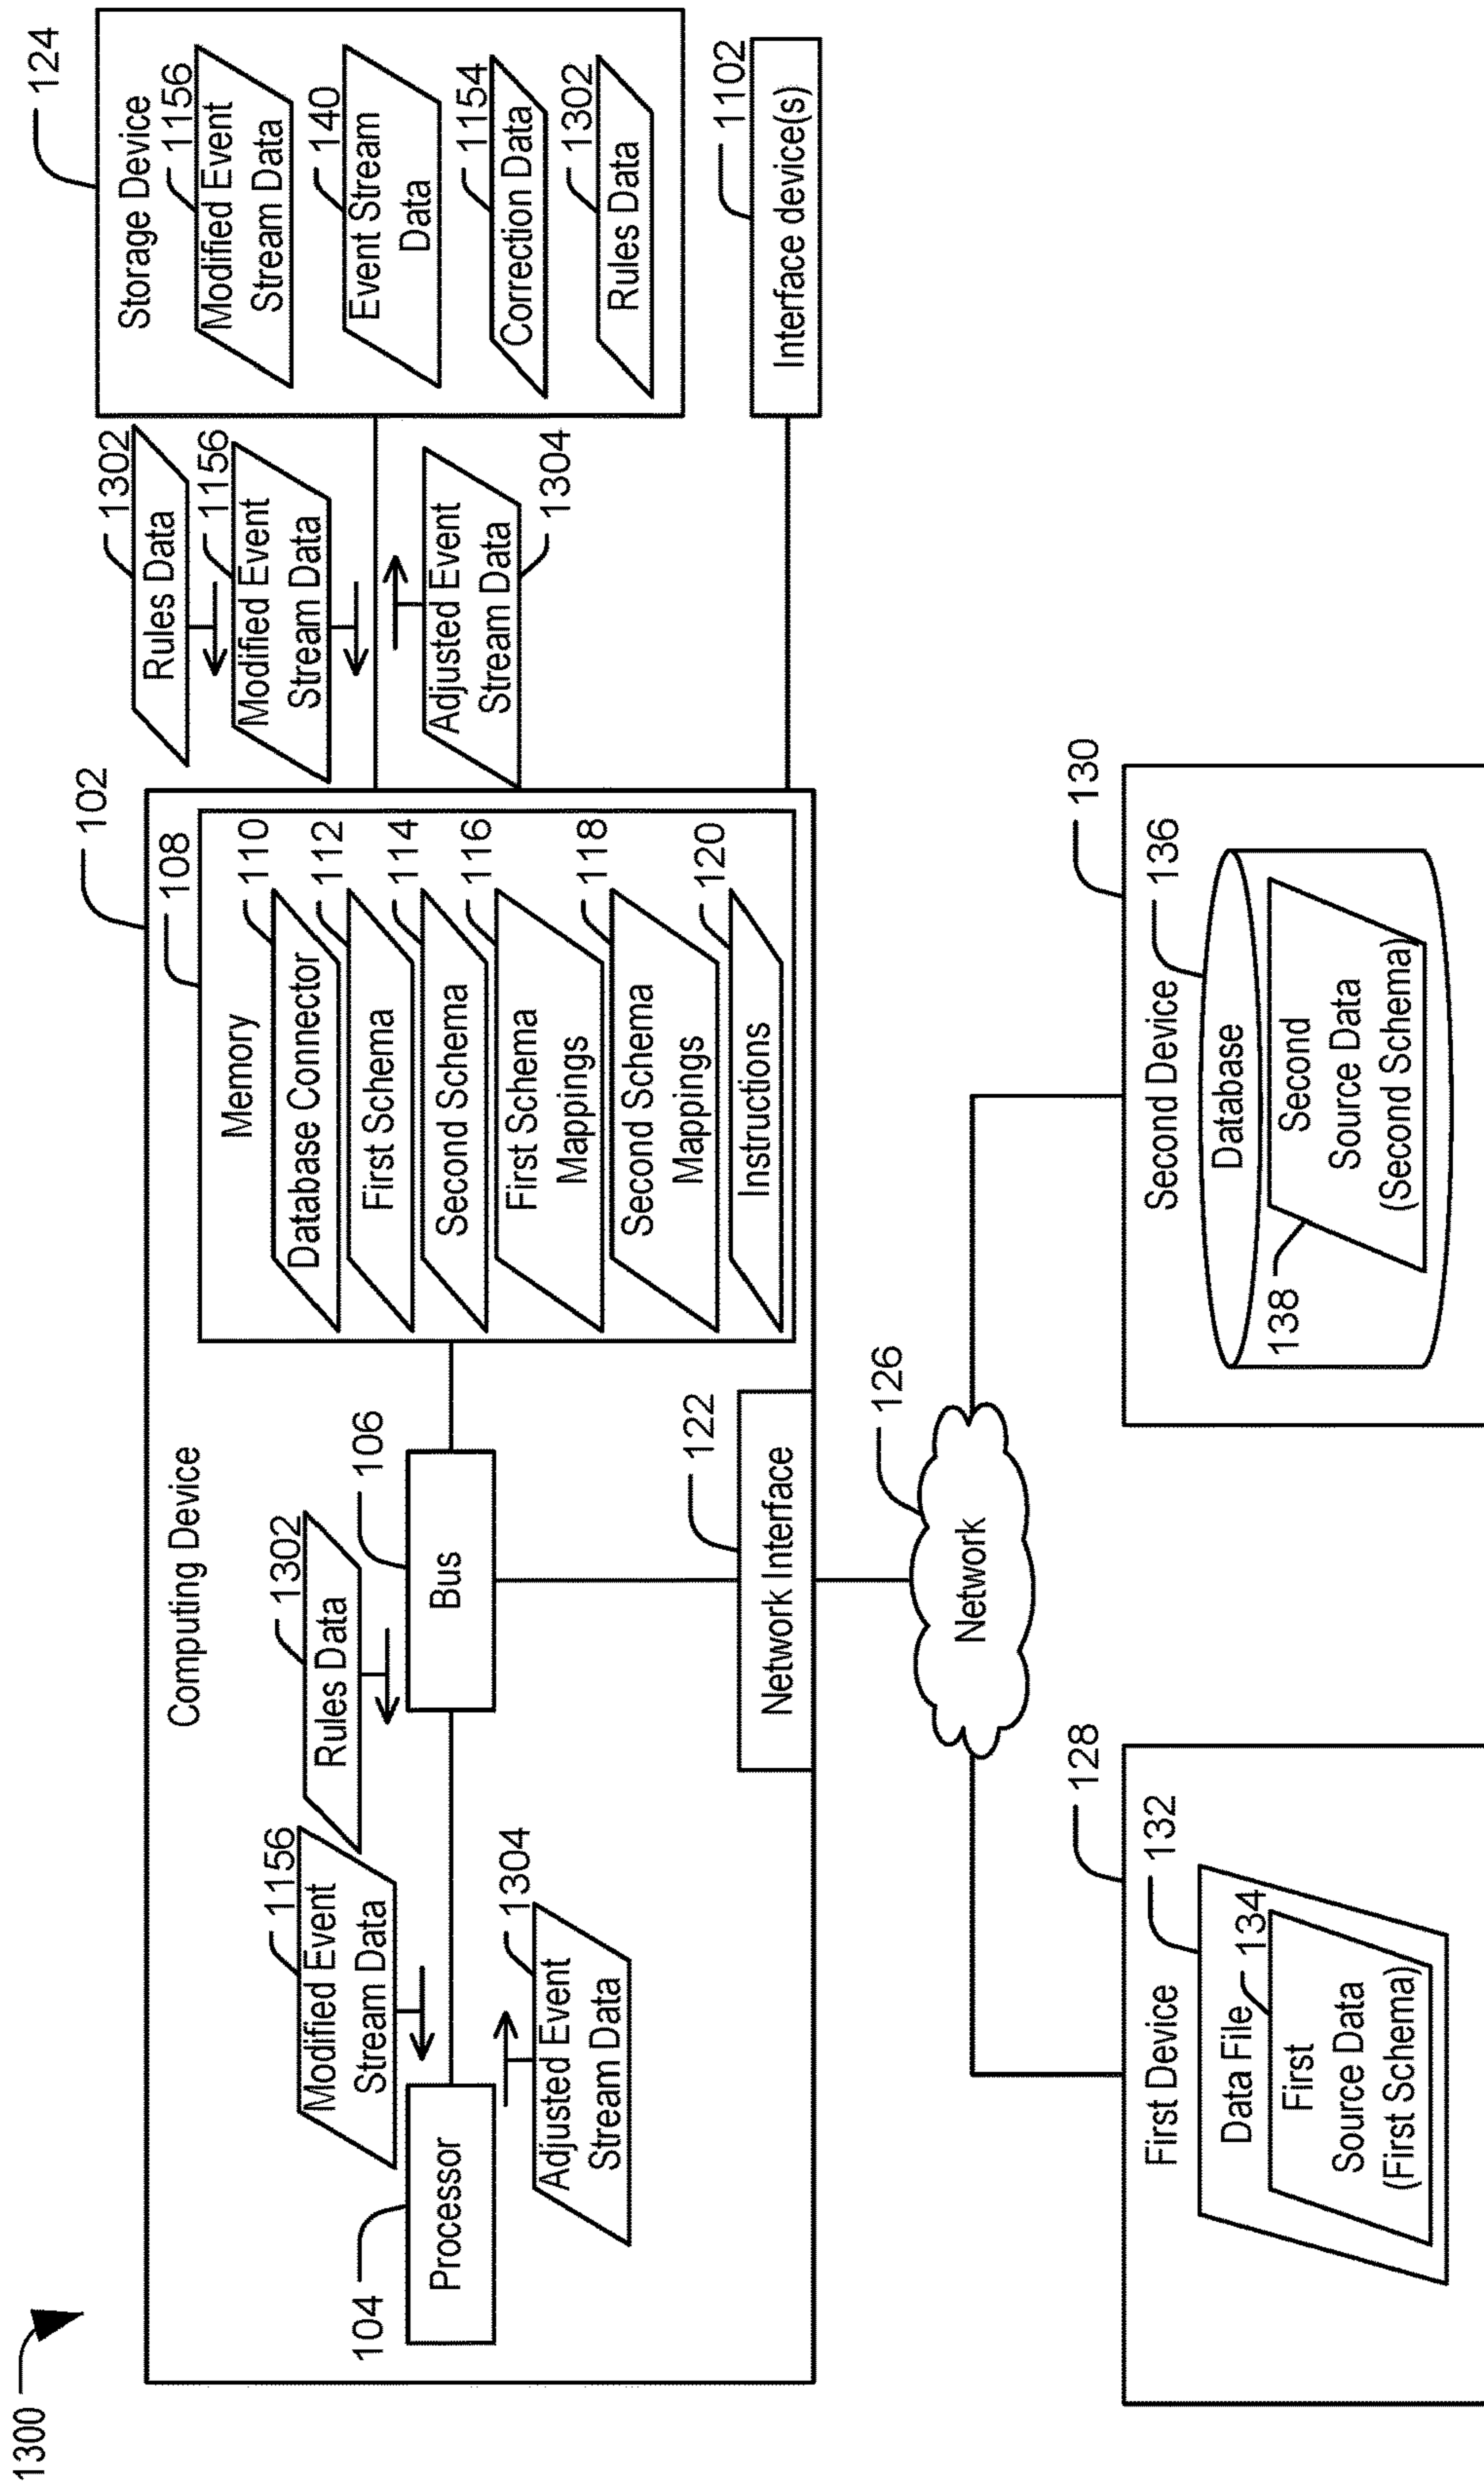 1300
Computing Device
102
108
Memory
110
Database Connector
112
First Schema
114
Second Schema
116
First Schema
Mappings
118
Second Schema
Mappings
120
Instructions
1156
Modified Event
Stream Data
1302
Rules Data
104
Processor
106
Bus
1304
Adjusted Event
Stream Data
122
Network Interface
1302
Rules Data
1156
Modified Event
Stream Data
1304
Adjusted Event
Stream Data
124
Storage Device
1156
Modified Event
Stream Data
140
Event Stream
Data
1154
Correction Data
1302
Rules Data
1102
Interface device(s)
126
Network
128
First Device
132
Data File
134
First
Source Data
(First Schema)
130
Second Device
136
Database
138
Second
Source Data
(Second Schema)